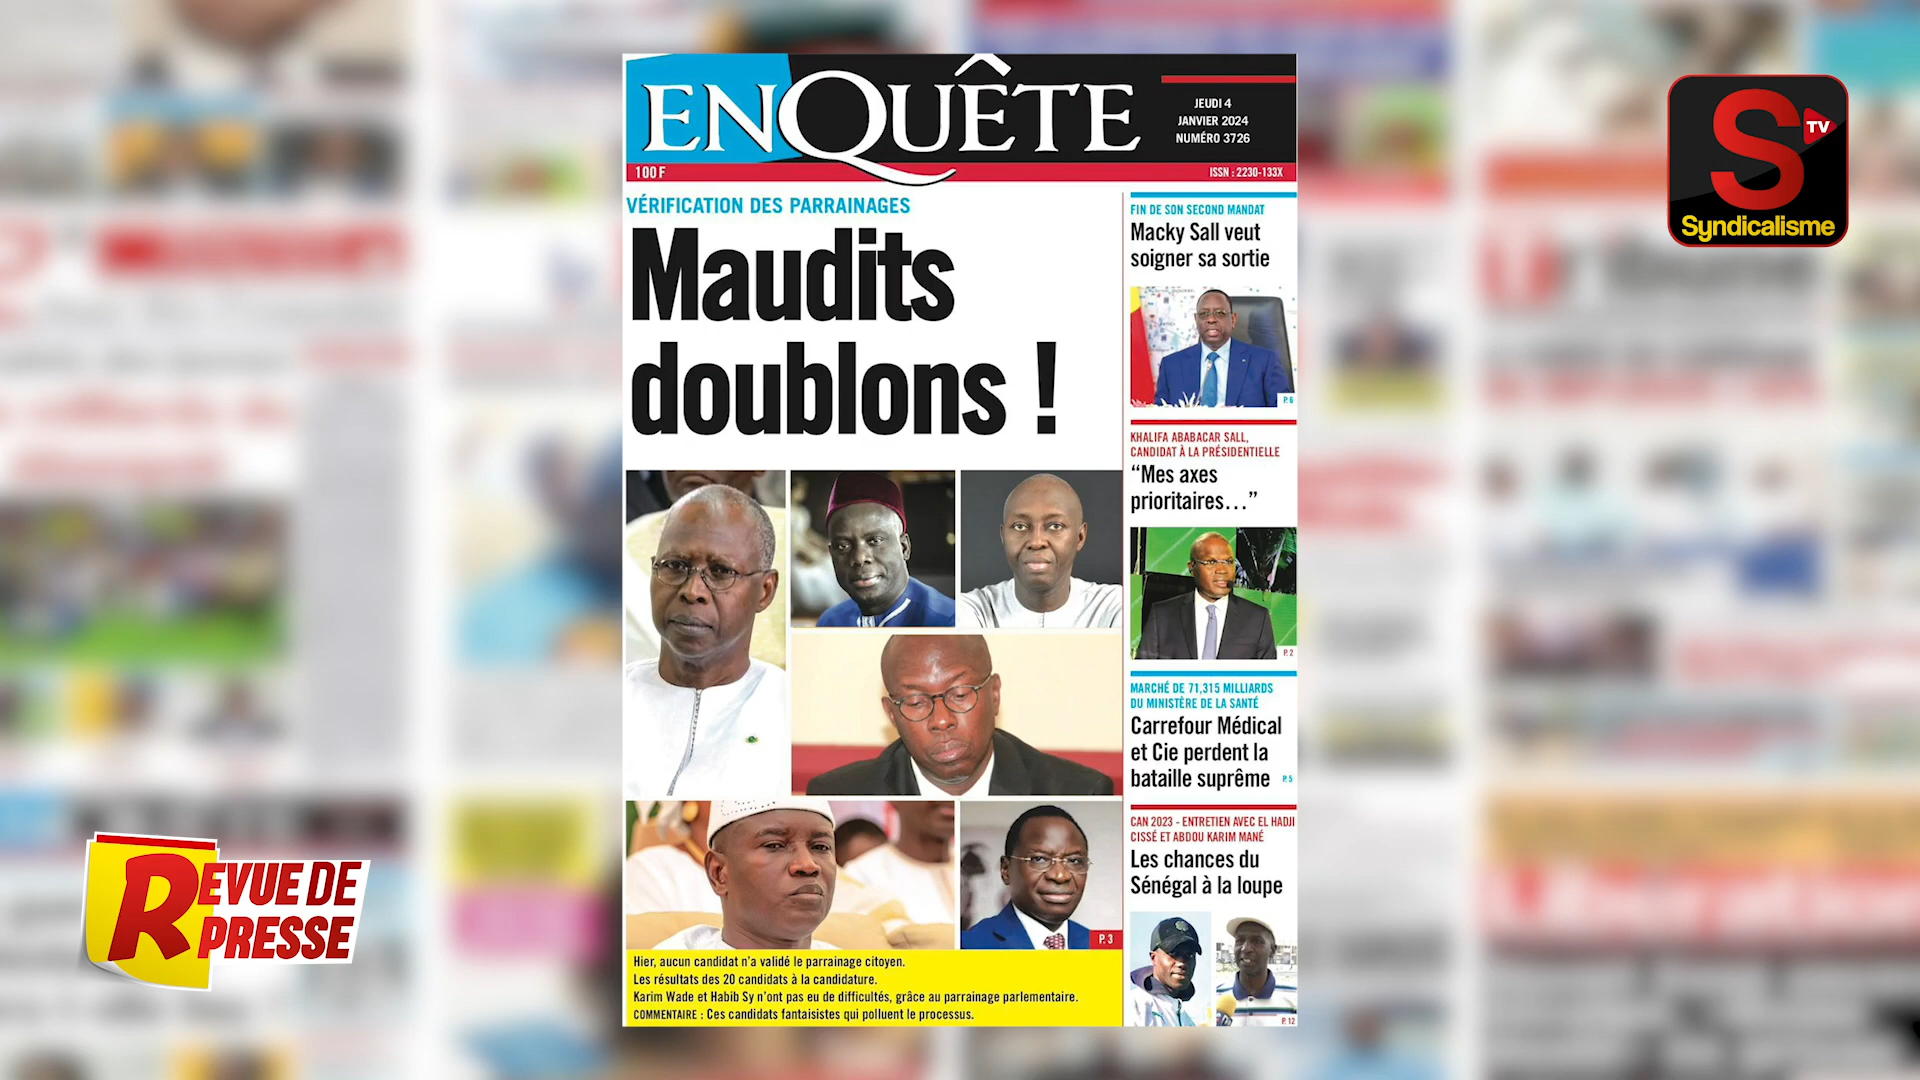 ENQUÊTE
JEUDI 4
JANVIER 2024
NUMÉRO 3726
100 F
ISSN : 2230-133X
VÉRIFICATION DES PARRAINAGES
Maudits
doublons !
P. 3
Hier, aucun candidat n’a validé le parrainage citoyen.
Les résultats des 20 candidats à la candidature.
Karim Wade et Habib Sy n’ont pas eu de difficultés, grâce au parrainage parlementaire.
COMMENTAIRE : Ces candidats fantaisistes qui polluent le processus.
FIN DE SON SECOND MANDAT
Macky Sall veut
soigner sa sortie
P. 6
KHALIFA ABABACAR SALL,
CANDIDAT À LA PRÉSIDENTIELLE
“Mes axes
prioritaires…”
P. 2
MARCHÉ DE 71,315 MILLIARDS
DU MINISTÈRE DE LA SANTÉ
Carrefour Médical
et Cie perdent la
bataille suprême P. 5
CAN 2023 - ENTRETIEN AVEC EL HADJI
CISSÉ ET ABDOU KARIM MANÉ
Les chances du
Sénégal à la loupe
P. 12
S TV
Syndicalisme
REVUE DE
PRESSE